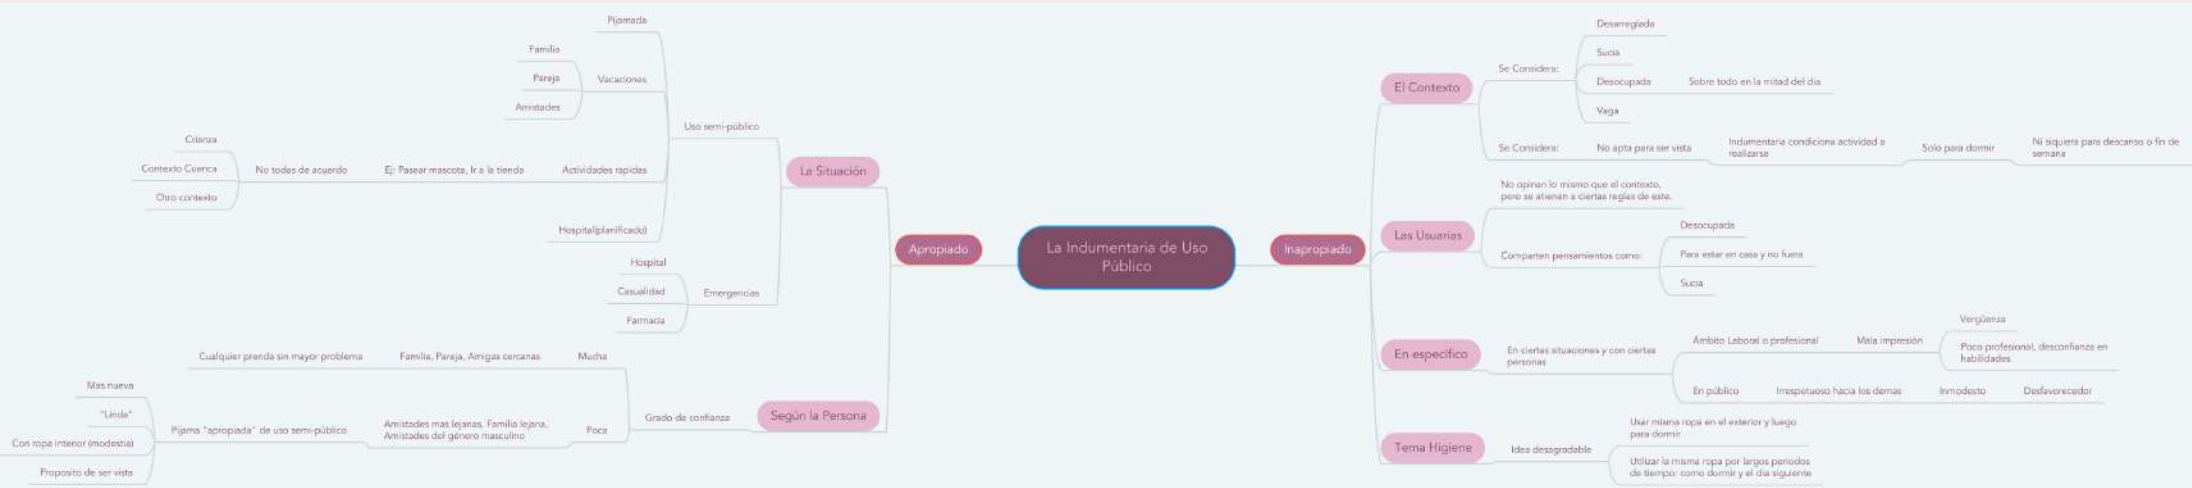 La Indumentaria de Uso
Público
Apropiado
La Situación
Uso semi-público
Pijamada
Vacaciones
Familia
Pareja
Amistades
Actividades rapidas
Ej: Pasear mascota, Ir a la tienda
No todas de acuerdo
Crianza
Contexto Cuenca
Otro contexto
Hospital(planificado)
Emergencias
Hospital
Casualidad
Farmacia
Según la Persona
Grado de confianza
Mucha
Familia, Pareja, Amigas cercanas
Cualquier prenda sin mayor problema
Poca
Amistades mas lejanas, Familia lejana,
Amistades del género masculino
Pijama "apropiada" de uso semi-público
Mas nueva
"Linda"
Con ropa interior (modestia)
Proposito de ser vista
Inapropiado
El Contexto
Se Considera:
Desarreglada
Sucia
Desocupada
Sobre todo en la mitad del dia
Vaga
Se Considera:
No apta para ser vista
Indumentaria condiciona actividad a
realizarse
Solo para dormir
Ni siquiera para descanso o fin de
semana
Las Usuarias
No opinan lo mismo que el contexto,
pero se atienen a ciertas reglas de este.
Comparten pensamientos como:
Desocupada
Para estar en casa y no fuera
Sucia
En específico
En ciertas situaciones y con ciertas
personas
Ámbito Laboral o profesional
Mala impresión
Vergüenza
Poco profesional, desconfianza en
habilidades
En público
Irrespetuoso hacia los demas
Inmodesto
Desfavorecedor
Tema Higiene
Idea desagradable
Usar misma ropa en el exterior y luego
para dormir
Utilizar la misma ropa por largos periodos
de tiempo: como dormir y el dia siguiente